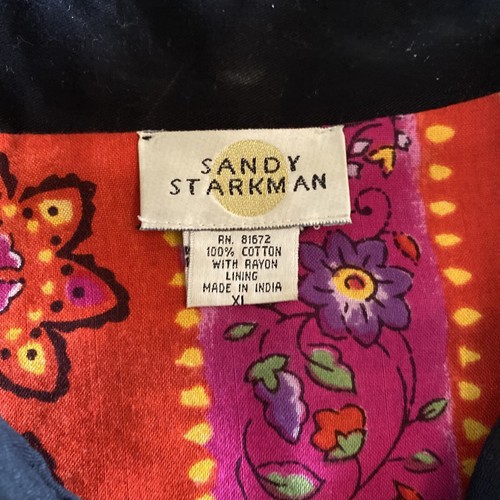 SANDY
STARKMAN
RN. 81672
100% COTTON
WITH RAYON
LINING
MADE IN INDIA
XL